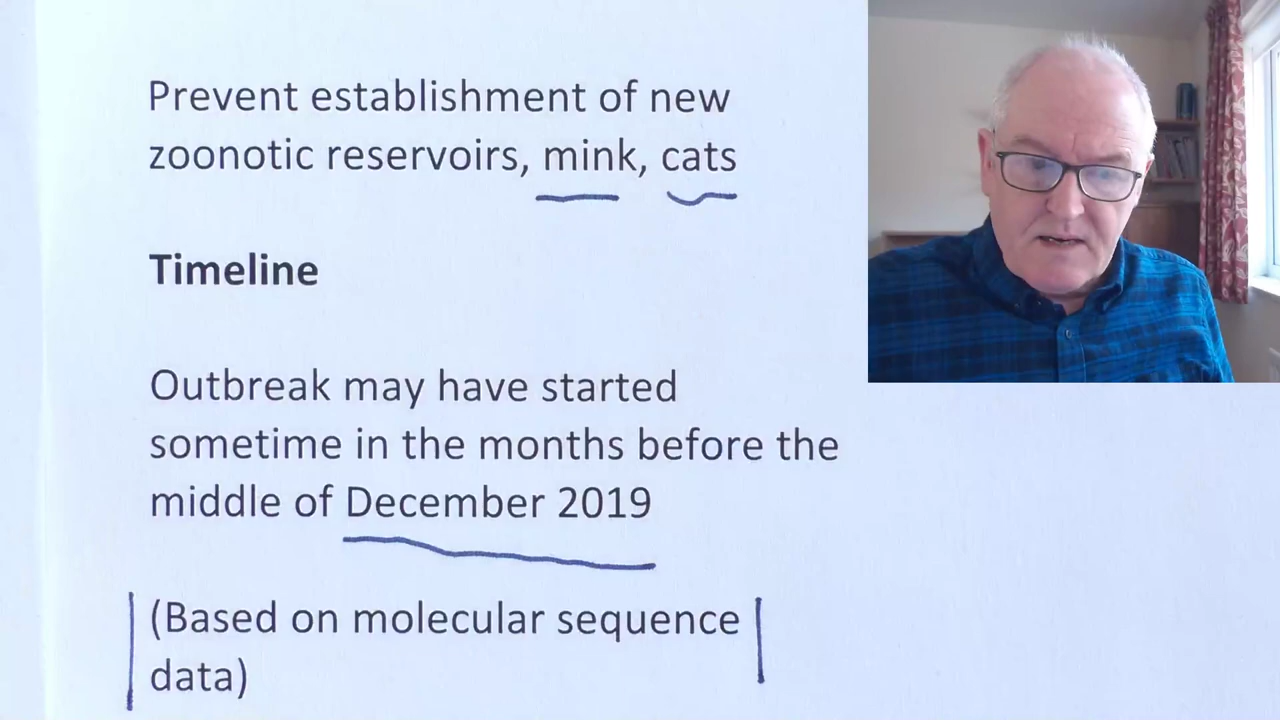 Prevent establishment of new
zoonotic reservoirs, mink, cats
Timeline
Outbreak may have started
sometime in the months before the
middle of December 2019
(Based on molecular sequence
data)